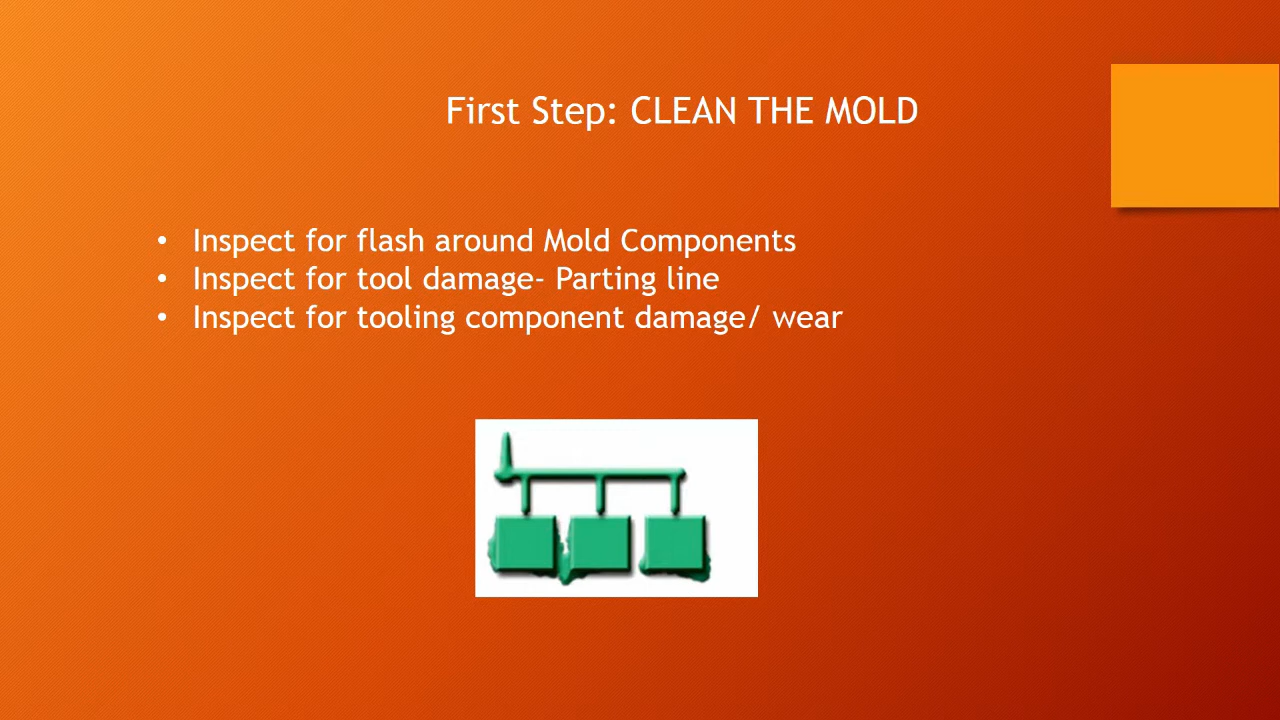 First Step: CLEAN THE MOLD
• Inspect for flash around Mold Components
• Inspect for tool damage- Parting line
• Inspect for tooling component damage/ wear